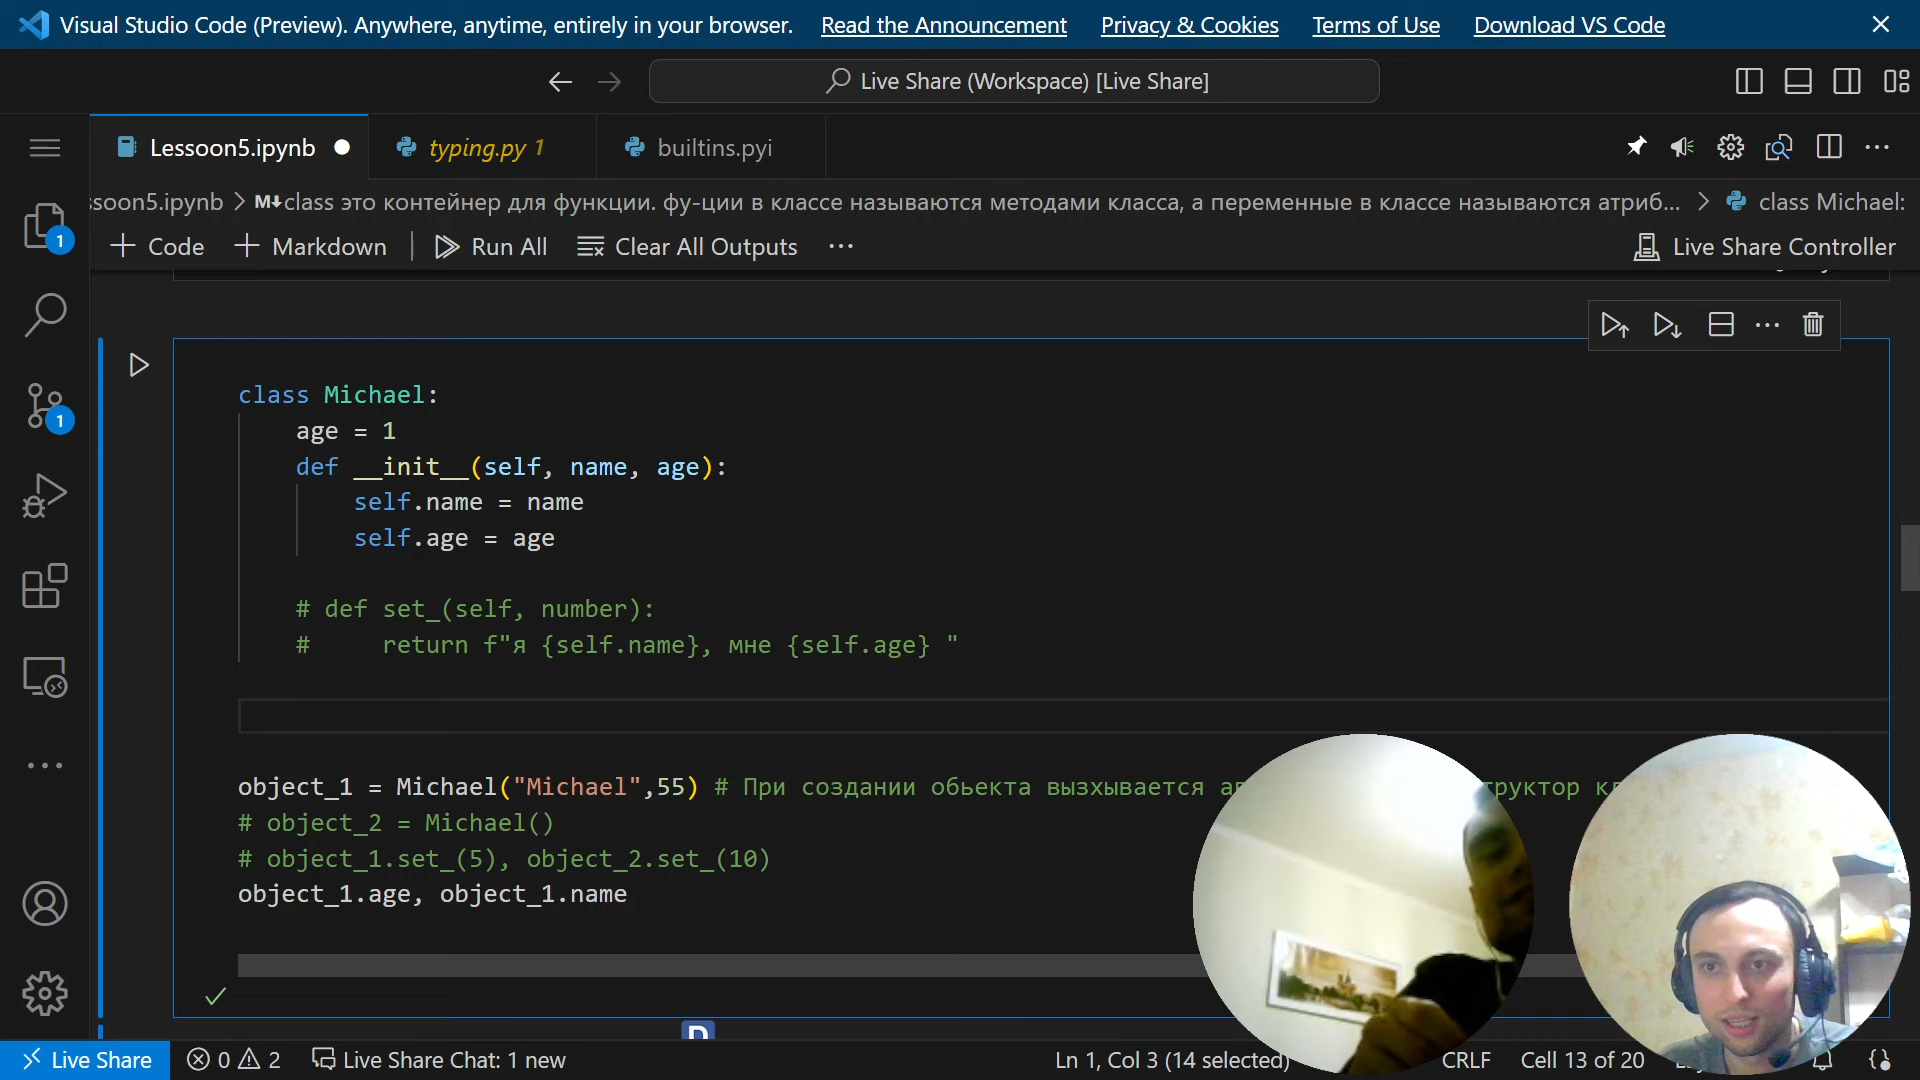 Visual Studio Code (Preview). Anywhere, anytime, entirely in your browser. Read the Announcement Privacy & Cookies Terms of Use Download VS Code
Live Share (Workspace) [Live Share]
Lessoon5.ipynb typing.py 1 builtins.pyi
ssoon5.ipynb > M↓class это контейнер для функции. фу-ции в классе называются методами класса, а переменные в классе называются атриб... > class Michael:
+ Code + Markdown Run All Clear All Outputs ... Live Share Controller
1
1
class Michael:
age = 1
def __init__(self, name, age):
self.name = name
self.age = age
# def set_(self, number):
# return f"я {self.name}, мне {self.age} "
object_1 = Michael("Michael",55) # При создании обьекта вызхывается
# object_2 = Michael()
# object_1.set_(5), object_2.set_(10)
object_1.age, object_1.name
Live Share 0 2 Live Share Chat: 1 new Ln 1, Col 3 (14 selected) CRLF Cell 13 of 20